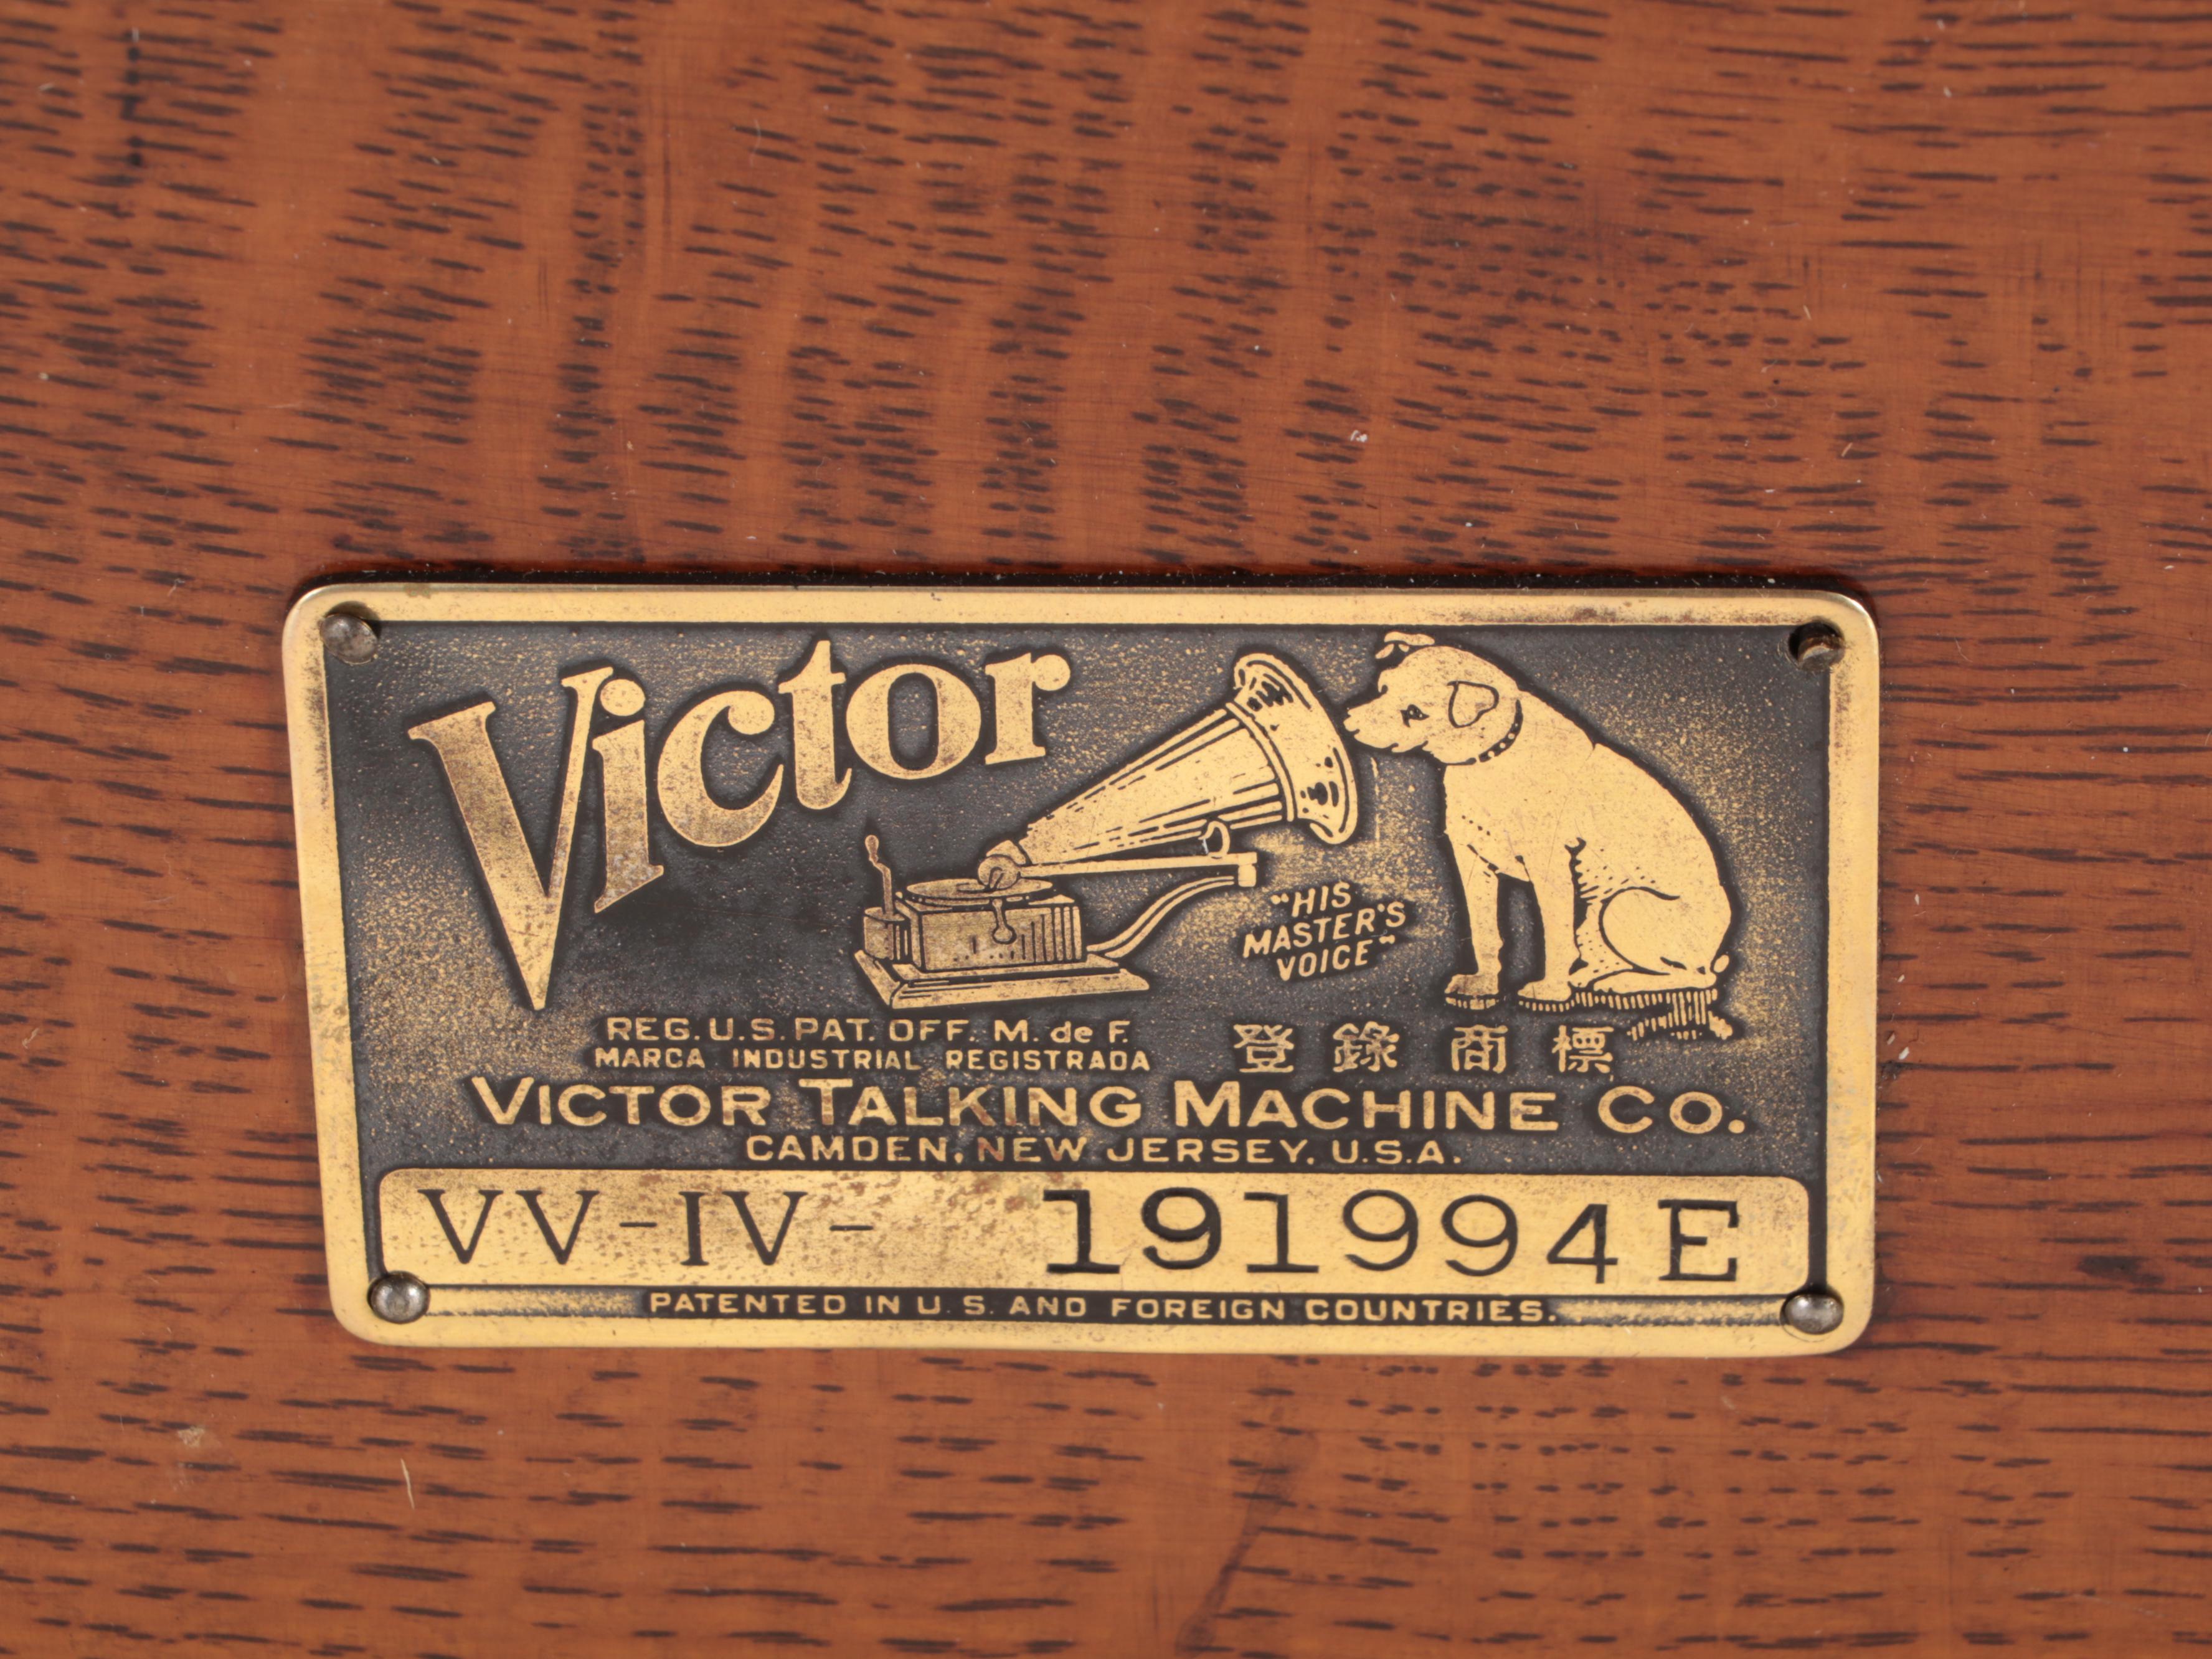 Victor
"HIS
MASTER'S
VOICE"
REG. U.S. PAT. OFF. M. de F.
MARCA INDUSTRIAL REGISTRADA
登錄商標
VICTOR TALKING MACHINE CO.
CAMDEN, NEW JERSEY, U.S.A.
VV-IV- 191994E
PATENTED IN U.S. AND FOREIGN COUNTRIES.